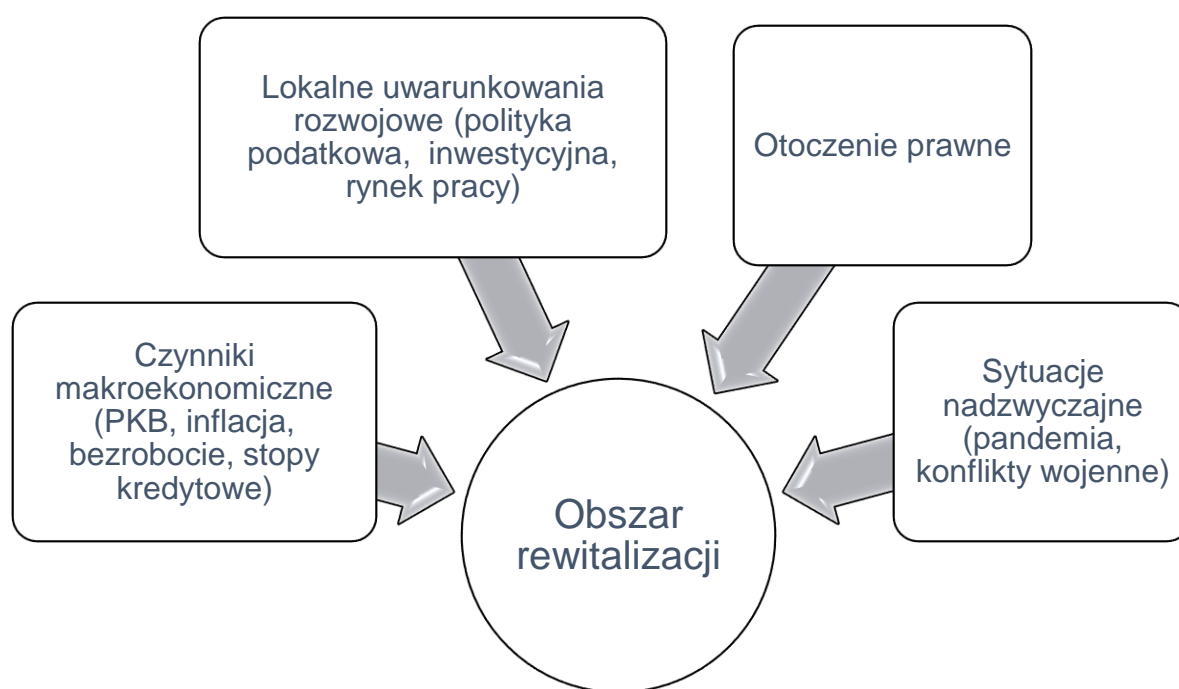 Lokalne uwarunkowania
rozwojowe (polityka
podatkowa, inwestycyjna,
rynek pracy)
Otoczenie prawne
Czynniki
makroekonomiczne
(PKB, inflacja,
bezrobocie, stopy
kredytowe)
Sytuacje
nadzwyczajne
(pandemia,
konflikty wojenne)
Obszar
rewitalizacji